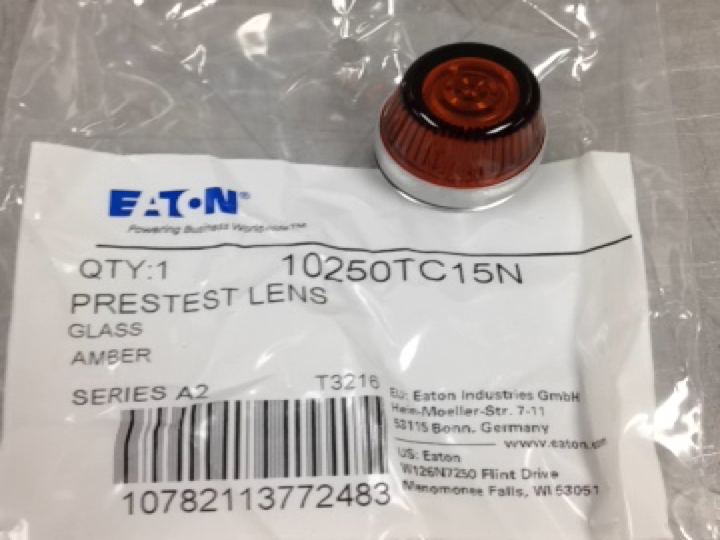 EATON®
Powering Business Worldwide™
QTY:1 10250TC15N
PRESTEST LENS
GLASS
AMBER
SERIES A2 T3216
10782113772483
EU: Eaton Industries GmbH
Hein-Moeller-Str. 7-11
53115 Bonn. Germany
www.eaton.com
US: Eaton
W126N7250 Flint Drive
Menomonee Falls, WI 53051